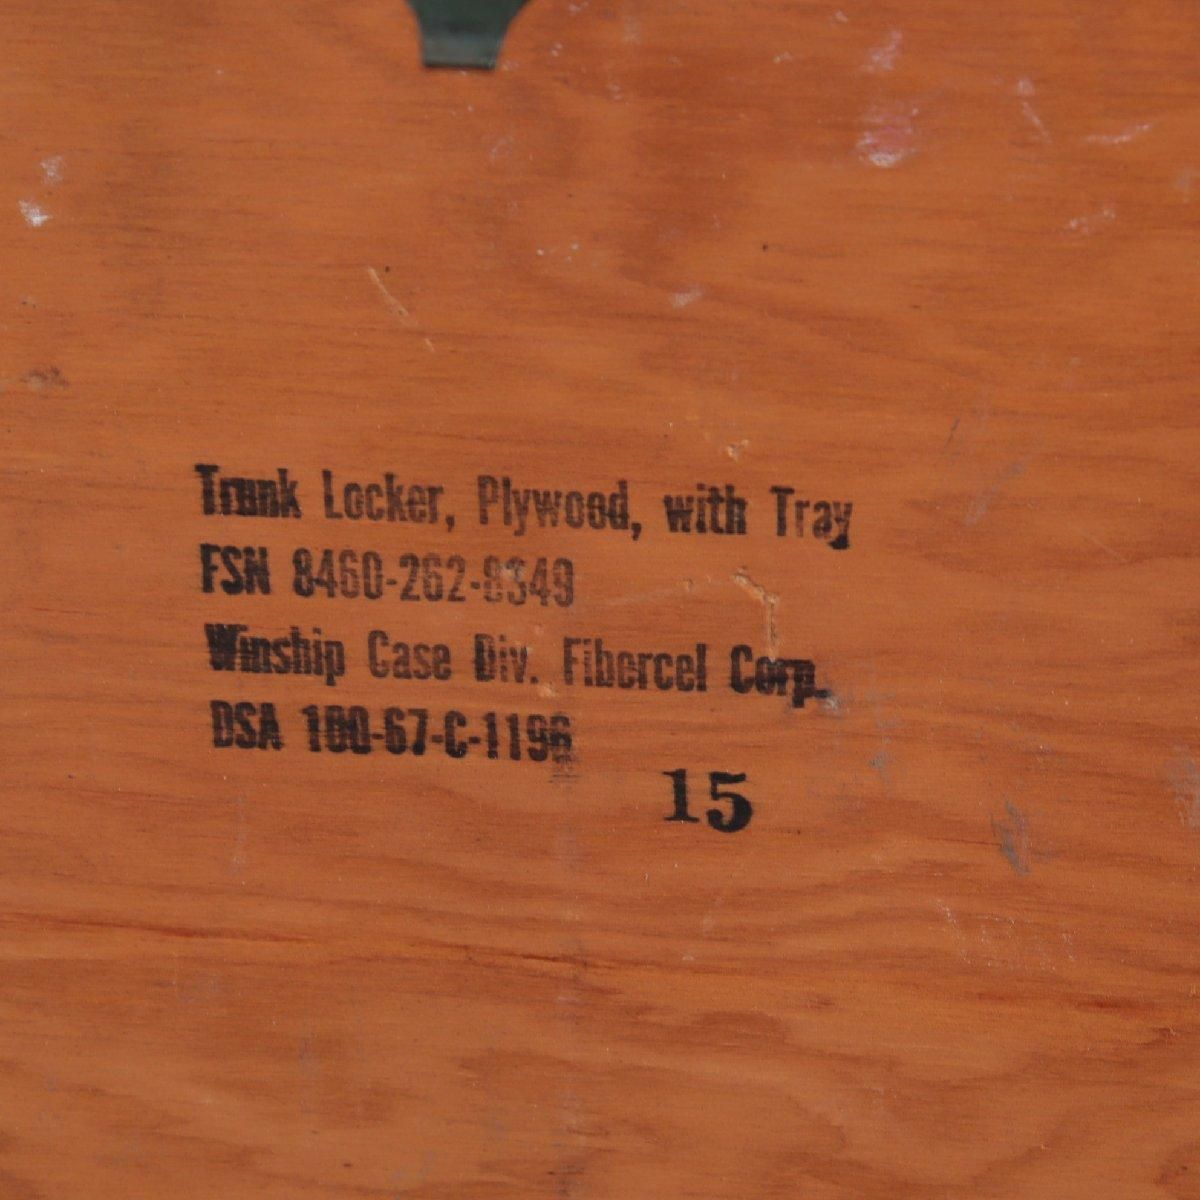 Trunk Locker, Plywood, with Tray
FSN 8460-262-8349
Winship Case Div. Fibercel Corp.
DSA 100-67-C-1196
15